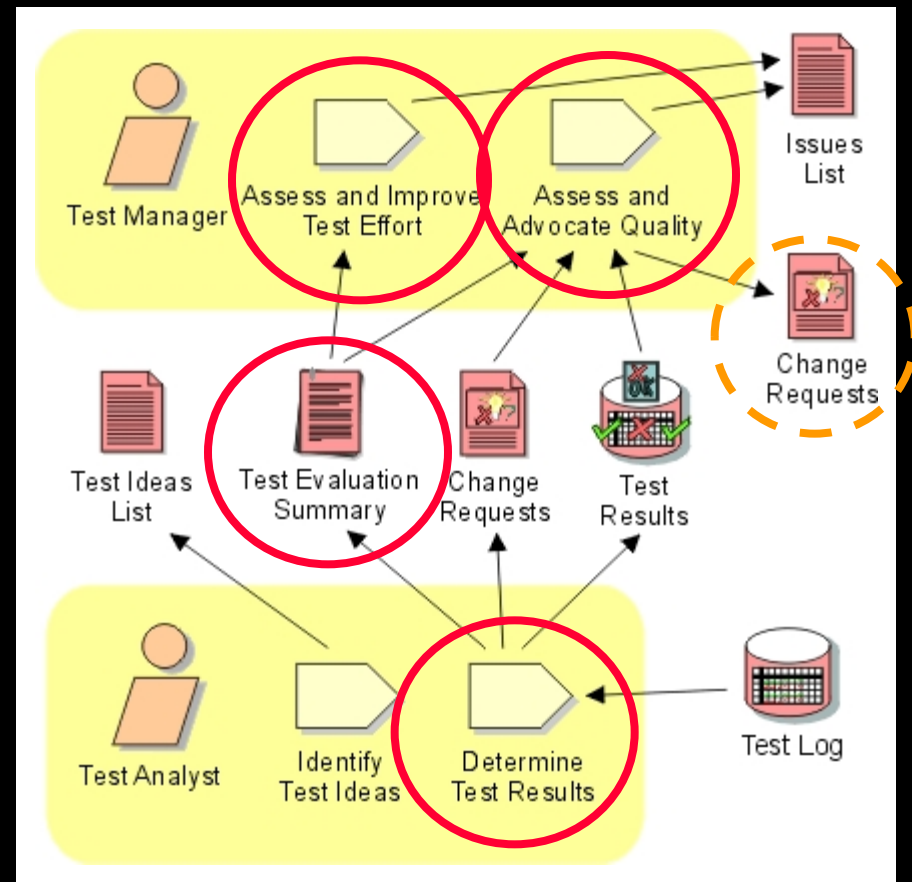 Issues
List
Test Manager
Assess and Improve
Test Effort
Assess and
Advocate Quality
Change
Requests
Test Ideas
List
Test Evaluation
Summary
Change
Requests
OK
Test
Results
Test Analyst
Identify
Test Ideas
Determine
Test Results
Test Log